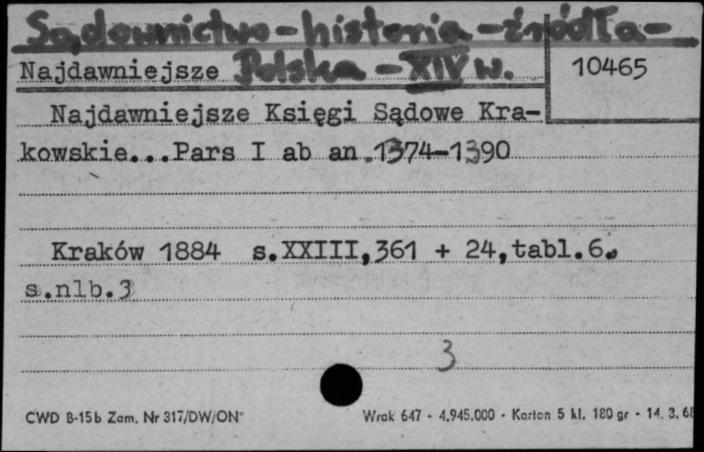 Sądownictwo-historia-źródła-
Najdawniejsze Polska - XIV w.
10465
Najdawniejsze Księgi Sądowe Kra-
kowskie...Pars I ab an.1374-1390
Kraków 1884 s.XXIII,361 + 24,tabl.6.
s.nlb.3
3
CWD B-15b Zam. Nr 317/DW/ON"
Wrak 647 - 4.945.000 - Karton 5 kl. 180 gr - 14. 3. 68